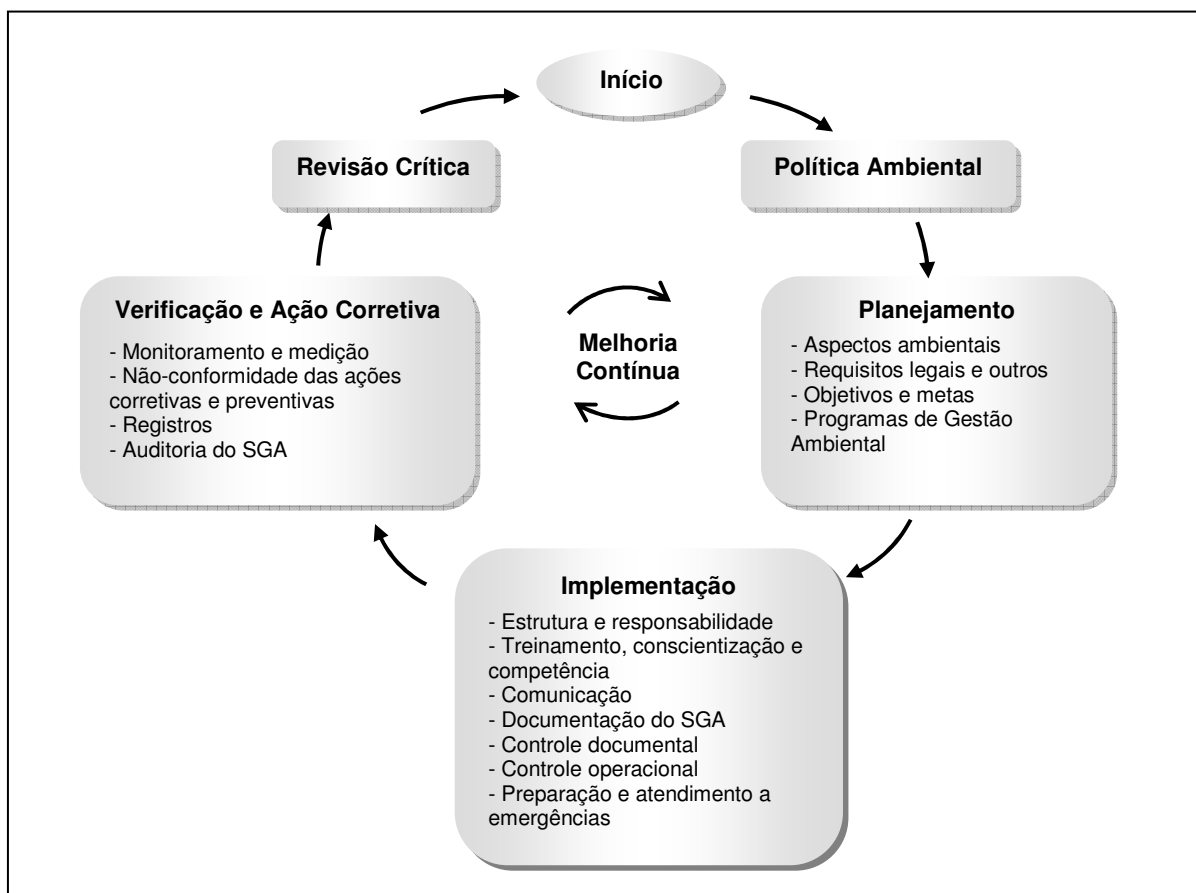 Início
Política Ambiental
Planejamento
- Aspectos ambientais
- Requisitos legais e outros
- Objetivos e metas
- Programas de Gestão
Ambiental
Implementação
- Estrutura e responsabilidade
- Treinamento, conscientização e
competência
- Comunicação
- Documentação do SGA
- Controle documental
- Controle operacional
- Preparação e atendimento a
emergências
Verificação e Ação Corretiva
- Monitoramento e medição
- Não-conformidade das ações
corretivas e preventivas
- Registros
- Auditoria do SGA
Revisão Crítica
Melhoria
Contínua